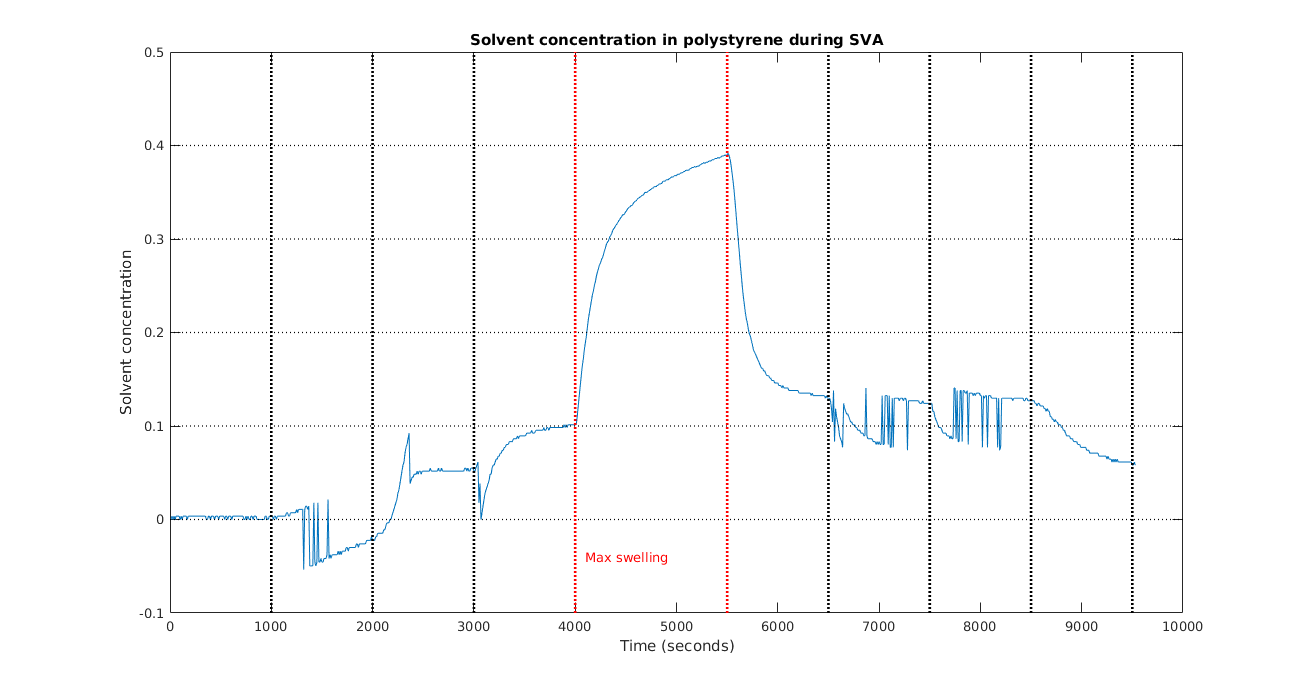 Solvent concentration in polystyrene during SVA
0.5
0.4
0.3
0.2
0.1
0
-0.1
Solvent concentration
Max swelling
0 1000 2000 3000 4000 5000 6000 7000 8000 9000 10000
Time (seconds)